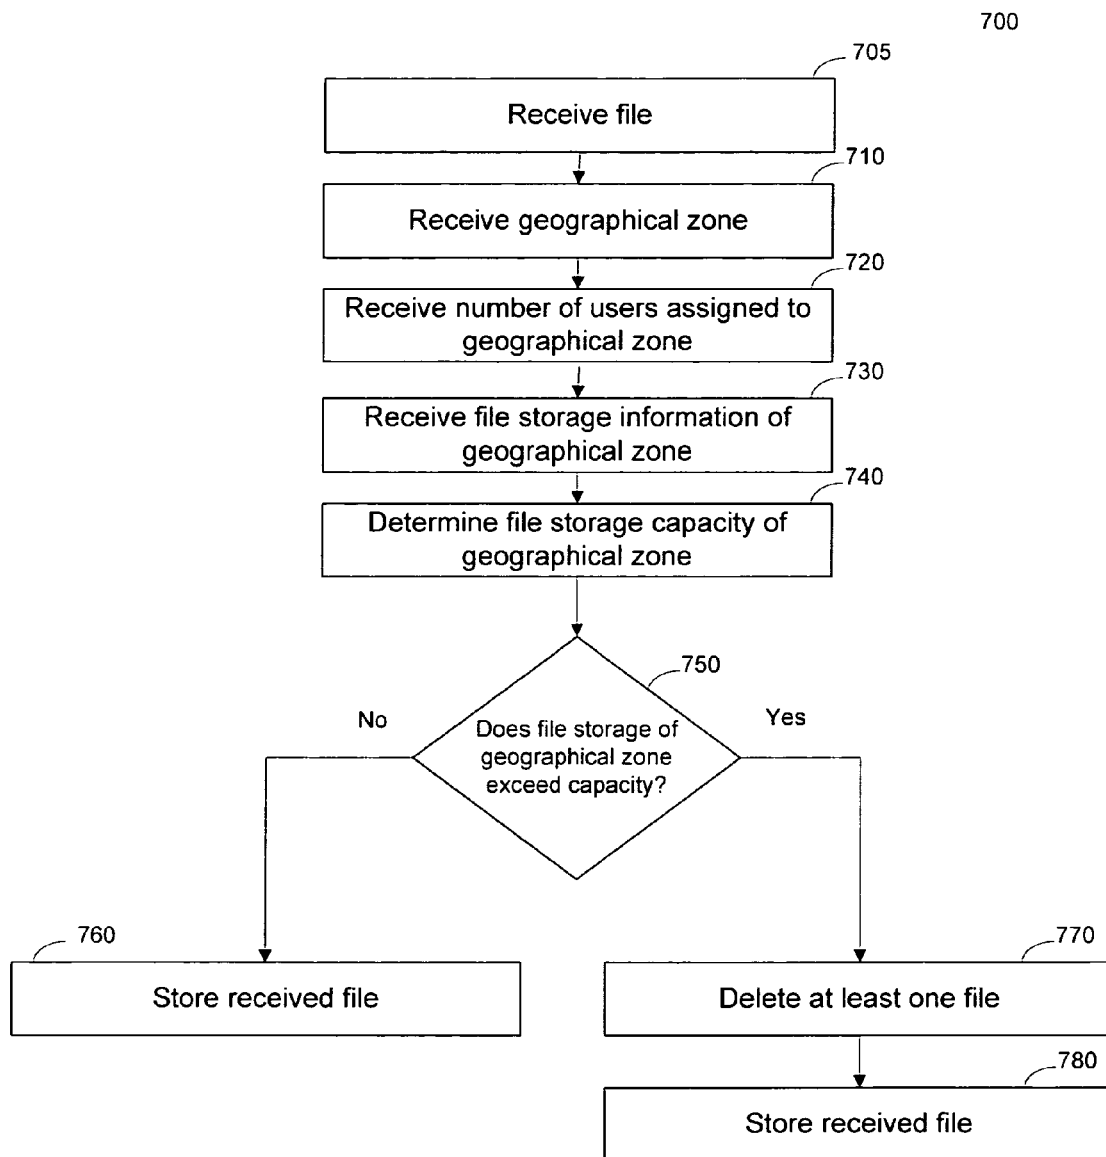 700
705
Receive file
710
Receive geographical zone
720
Receive number of users assigned to
geographical zone
730
Receive file storage information of
geographical zone
740
Determine file storage capacity of
geographical zone
750
No
Yes
Does file storage of
geographical zone
exceed capacity?
760
Store received file
770
Delete at least one file
780
Store received file